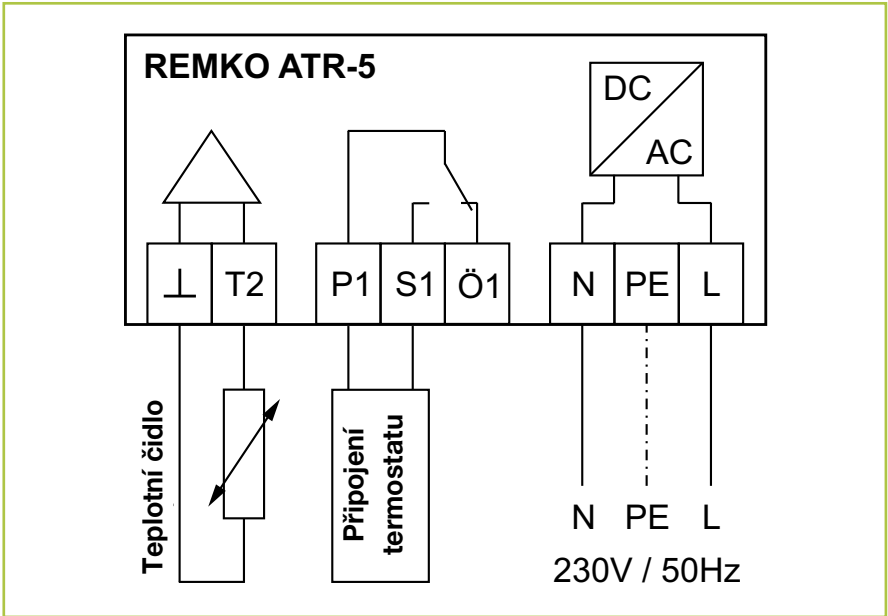 REMKO ATR-5
DC
AC
⊥ T2 P1 S1 Ö1 N PE L
Teplotní čidlo
Připojení
termostatu
N PE L
230V / 50Hz